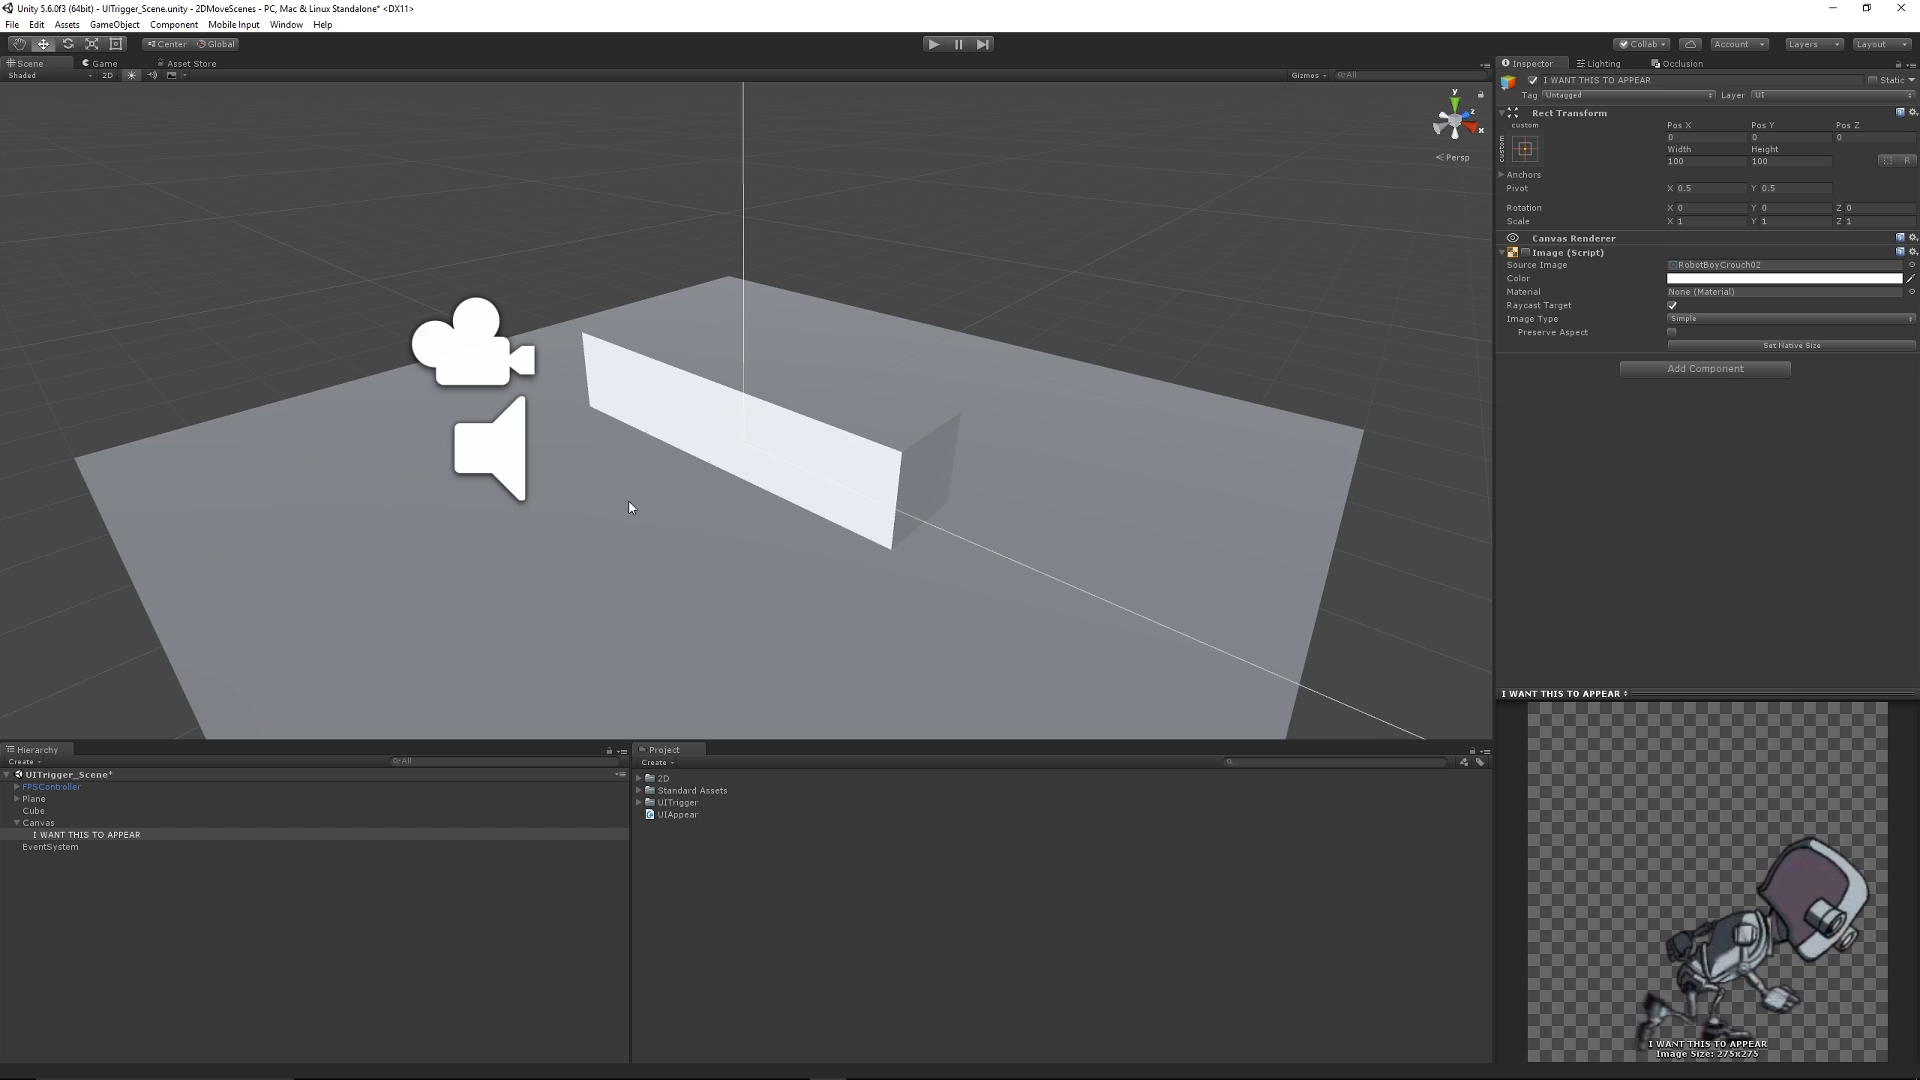 Unity 5.6.0f3 (64bit) - UITrigger_Scene.unity - 2DMoveScenes - PC, Mac & Linux Standalone* <DX11>
File Edit Assets GameObject Component Mobile Input Window Help
Center Global Collab Account Layers Layout
Scene Game Asset Store
Shaded 2D Gizmos All
y
z
x
Persp
Inspector Lighting Occlusion
I WANT THIS TO APPEAR Static
Tag Untagged Layer UI
Rect Transform
custom Pos X Pos Y Pos Z
custom 0 0 0
Width Height
100 100 R
Anchors
Pivot X 0.5 Y 0.5
Rotation X 0 Y 0 Z 0
Scale X 1 Y 1 Z 1
Canvas Renderer
Image (Script)
Source Image RobotBoyCrouch02
Color
Material None (Material)
Raycast Target
Image Type Simple
Preserve Aspect
Set Native Size
Add Component
I WANT THIS TO APPEAR
I WANT THIS TO APPEAR
Image Size: 275x275
Hierarchy
Create All
UITrigger_Scene*
FPSController
Plane
Cube
Canvas
I WANT THIS TO APPEAR
EventSystem
Project
Create
2D
Standard Assets
UITrigger
UIAppear